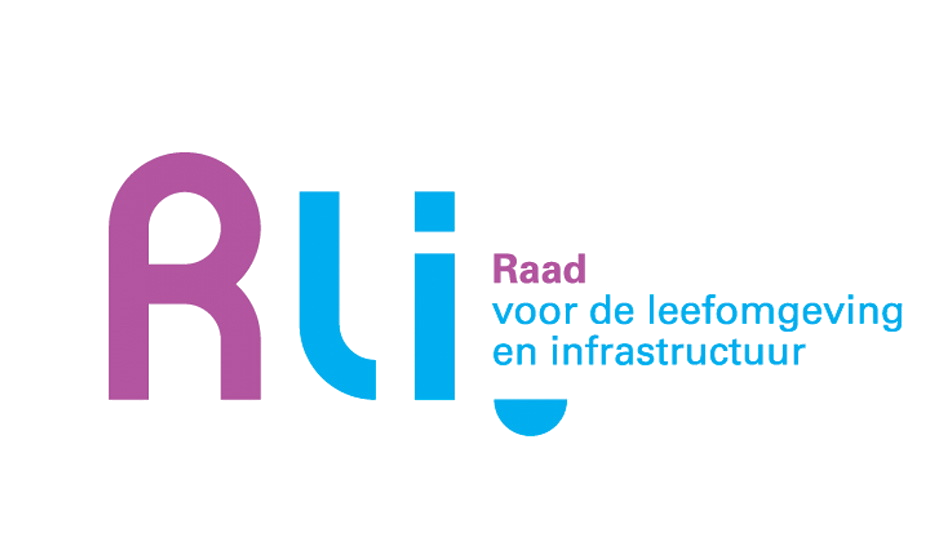 Rli
Raad
voor de leefomgeving
en infrastructuur